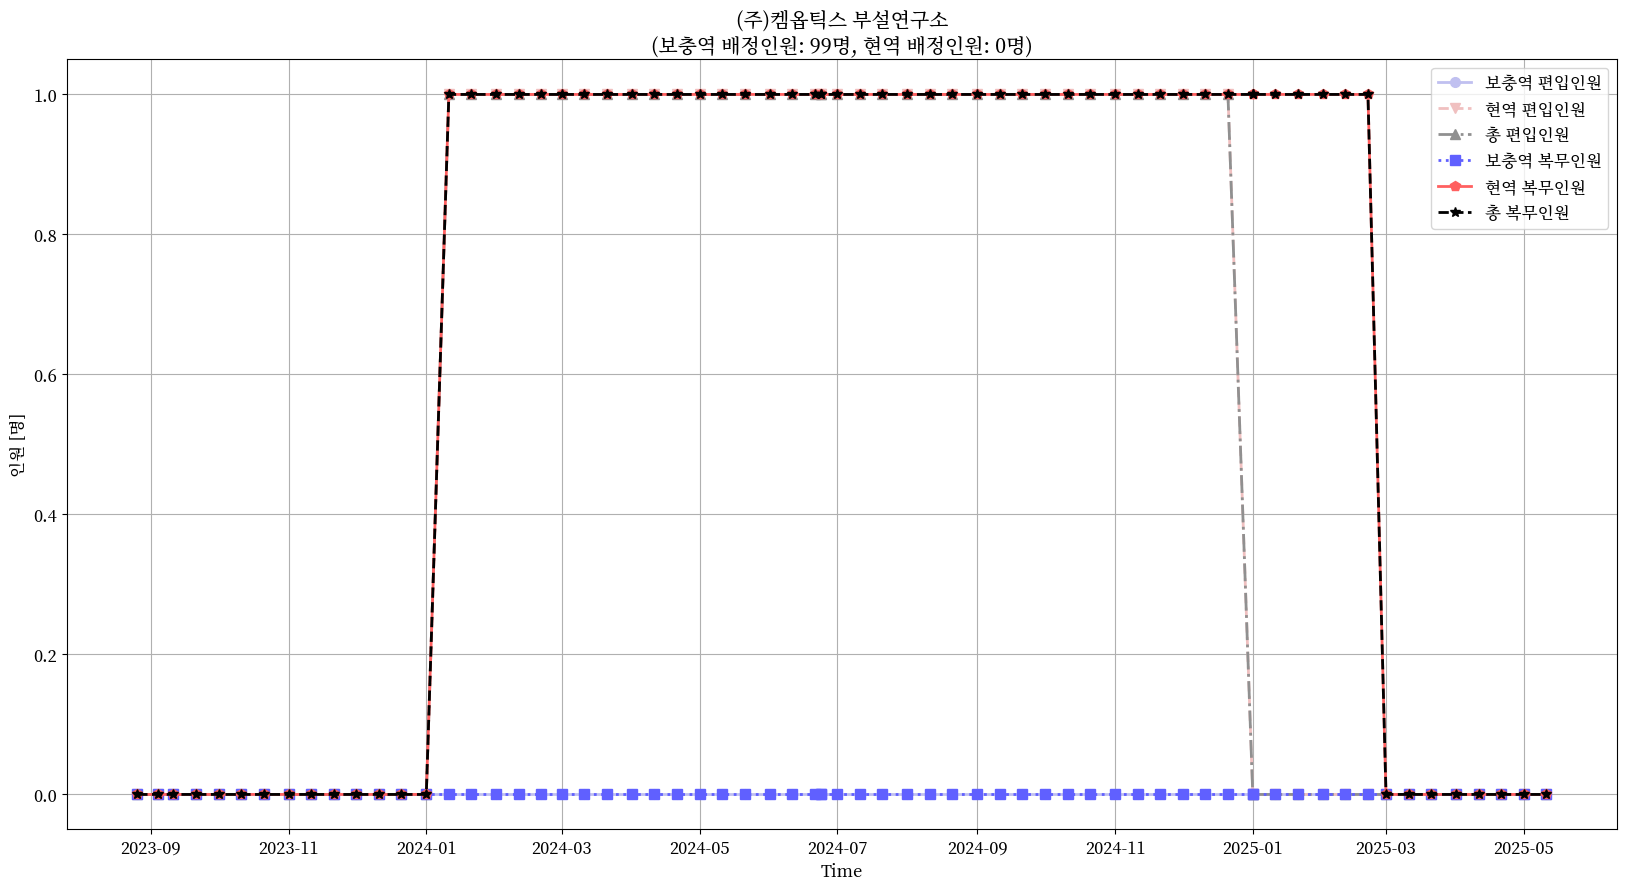 (주)켐옵틱스 부설연구소
(보충역 배정인원: 99명, 현역 배정인원: 0명)
보충역 편입인원
현역 편입인원
총 편입인원
보충역 복무인원
현역 복무인원
총 복무인원
인원 [명]
1.0
0.8
0.6
0.4
0.2
0.0
2023-09
2023-11
2024-01
2024-03
2024-05
2024-07
2024-09
2024-11
2025-01
2025-03
2025-05
Time